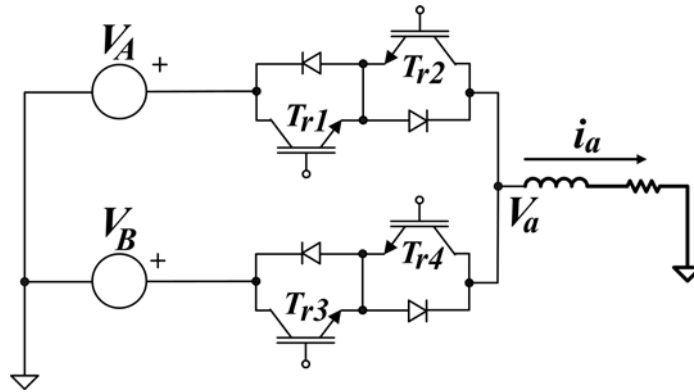 V_A
+
T_r1
T_r2
i_a
V_a
V_B
+
T_r3
T_r4